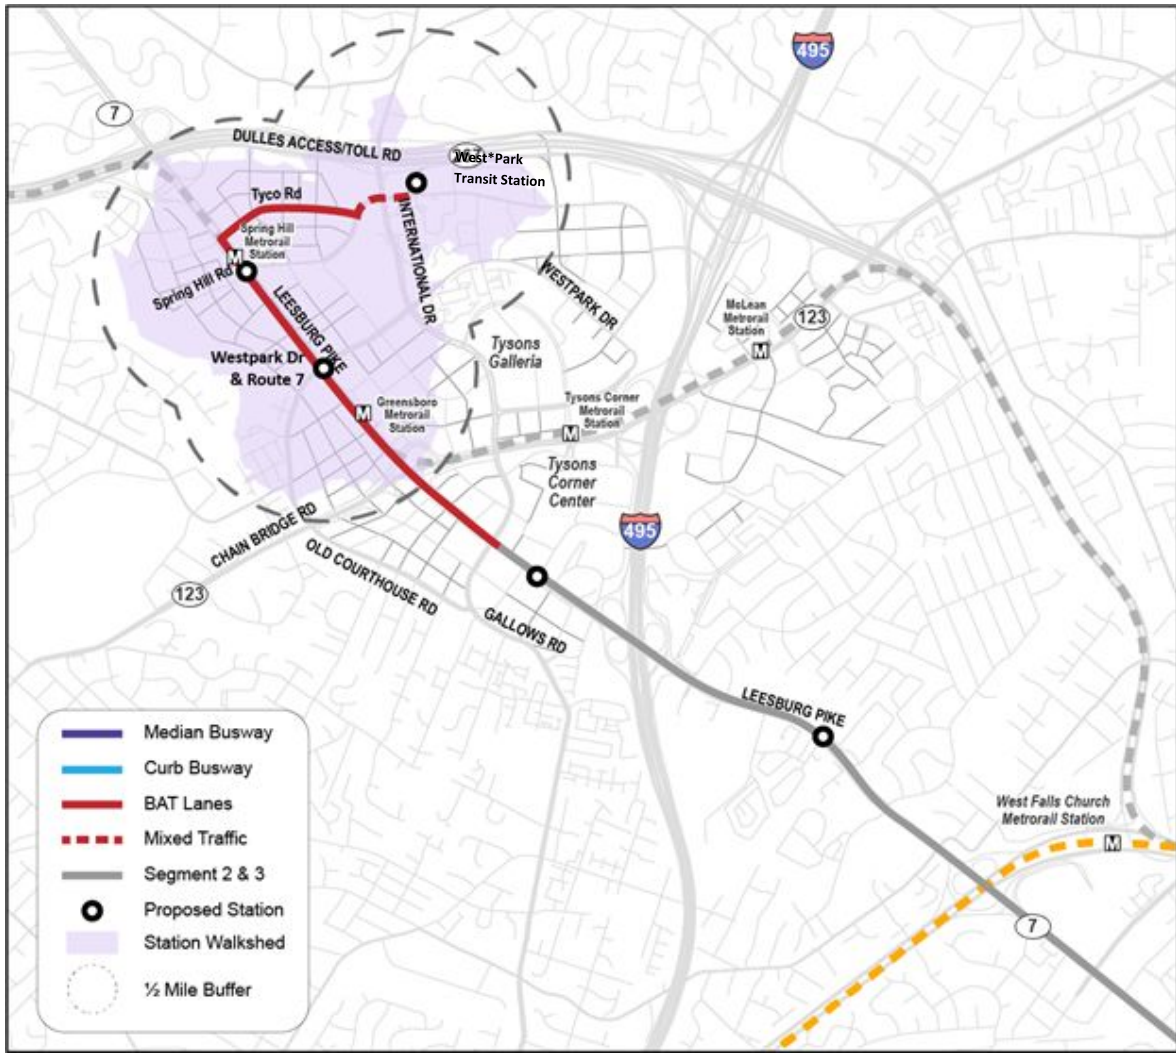 495
7
DULLES ACCESS/TOLL RD
West*Park
Transit Station
Tyco Rd
Spring Hill
Metrorail
Station
M
Spring Hill Rd
INTERNATIONAL DR
LEESBURG PIKE
WESTPARK DR
McLean
Metrorail
Station
123
M
Westpark Dr
& Route 7
Tysons
Galleria
M
Greensboro
Metrorail
Station
Tysons Corner
Metrorail
Station
M
Tysons
Corner
Center
495
CHAIN BRIDGE RD
OLD COURTHOUSE RD
123
GALLOWS RD
LEESBURG PIKE
West Falls Church
Metrorail Station
M
7
Median Busway
Curb Busway
BAT Lanes
Mixed Traffic
Segment 2 & 3
Proposed Station
Station Walkshed
½ Mile Buffer